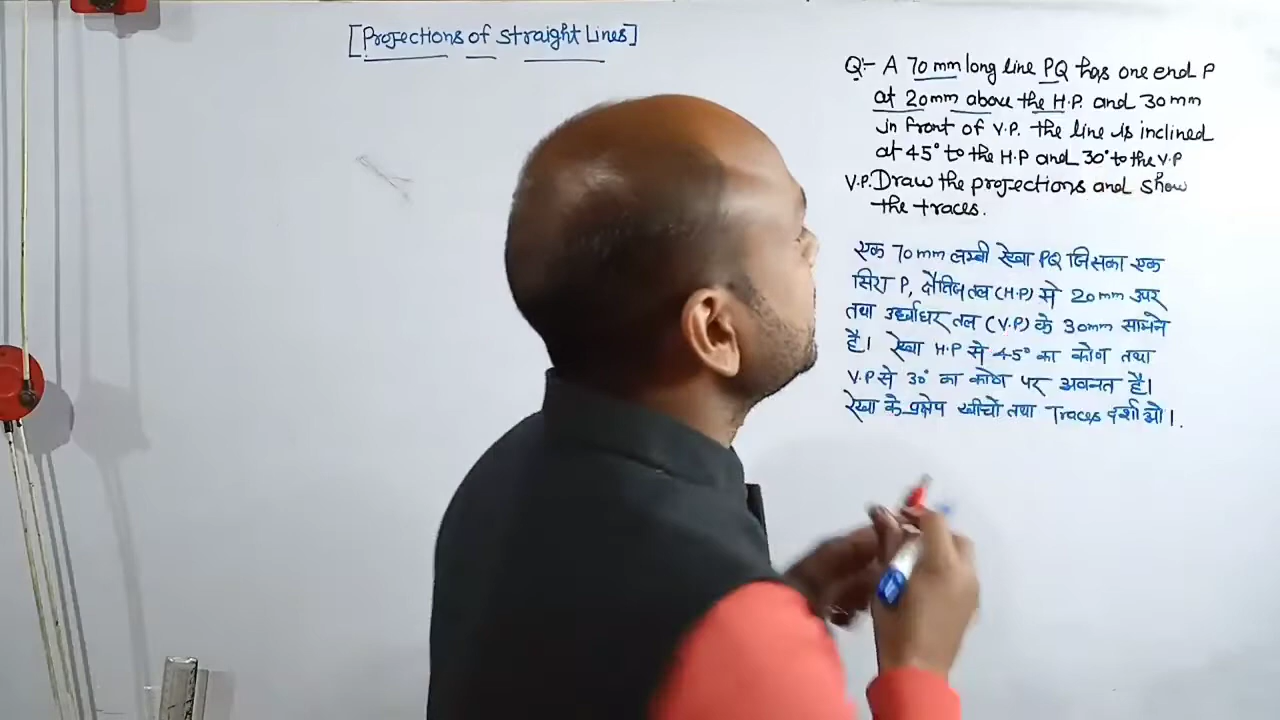 [Projections of straight Lines]
Q:- A 70 mm long line PQ has one end P
at 20mm above the H.P. and 30mm
in front of V.P. the line is inclined
at 45° to the H.P and 30° to the V.P
V.P. Draw the projections and show
the traces.
एक 70mm लम्बी रेखा PQ जिसका एक
सिरा P, क्षैतिज तल (H.P) से 20mm उपर
तथा उर्ध्वाधर तल (V.P) के 30mm सामने
है। रेखा H.P से 45° का कोण तथा
V.P से 30° का कोण पर अवनत है।
रेखा के प्रक्षेप खींचो तथा Traces दर्शाओ।.